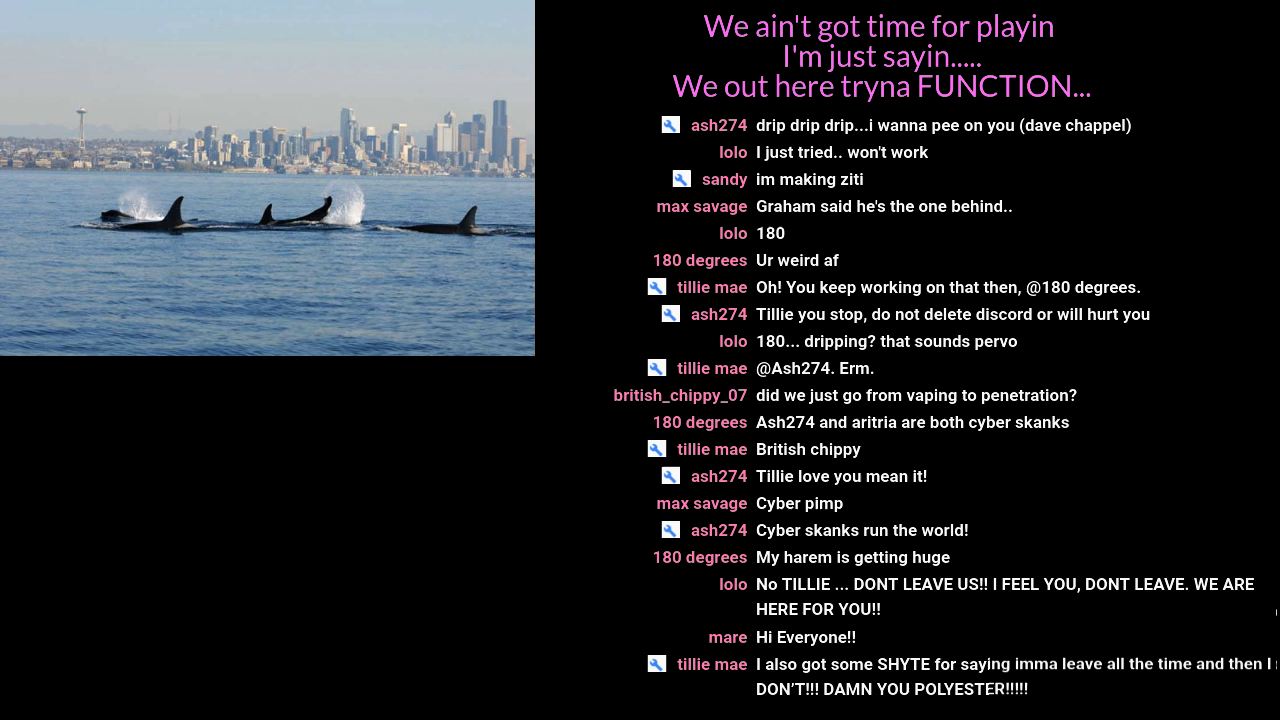 We ain't got time for playin
I'm just sayin.....
We out here tryna FUNCTION...
ash274 drip drip drip...i wanna pee on you (dave chappel)
lolo I just tried.. won't work
sandy im making ziti
max savage Graham said he's the one behind..
lolo 180
180 degrees Ur weird af
tillie mae Oh! You keep working on that then, @180 degrees.
ash274 Tillie you stop, do not delete discord or will hurt you
lolo 180... dripping? that sounds pervo
tillie mae @Ash274. Erm.
british_chippy_07 did we just go from vaping to penetration?
180 degrees Ash274 and aritria are both cyber skanks
tillie mae British chippy
ash274 Tillie love you mean it!
max savage Cyber pimp
ash274 Cyber skanks run the world!
180 degrees My harem is getting huge
lolo No TILLIE ... DONT LEAVE US!! I FEEL YOU, DONT LEAVE. WE ARE
HERE FOR YOU!!
mare Hi Everyone!!
tillie mae I also got some SHYTE for saying imma leave all the time and then I
DON'T!!! DAMN YOU POLYESTER!!!!!